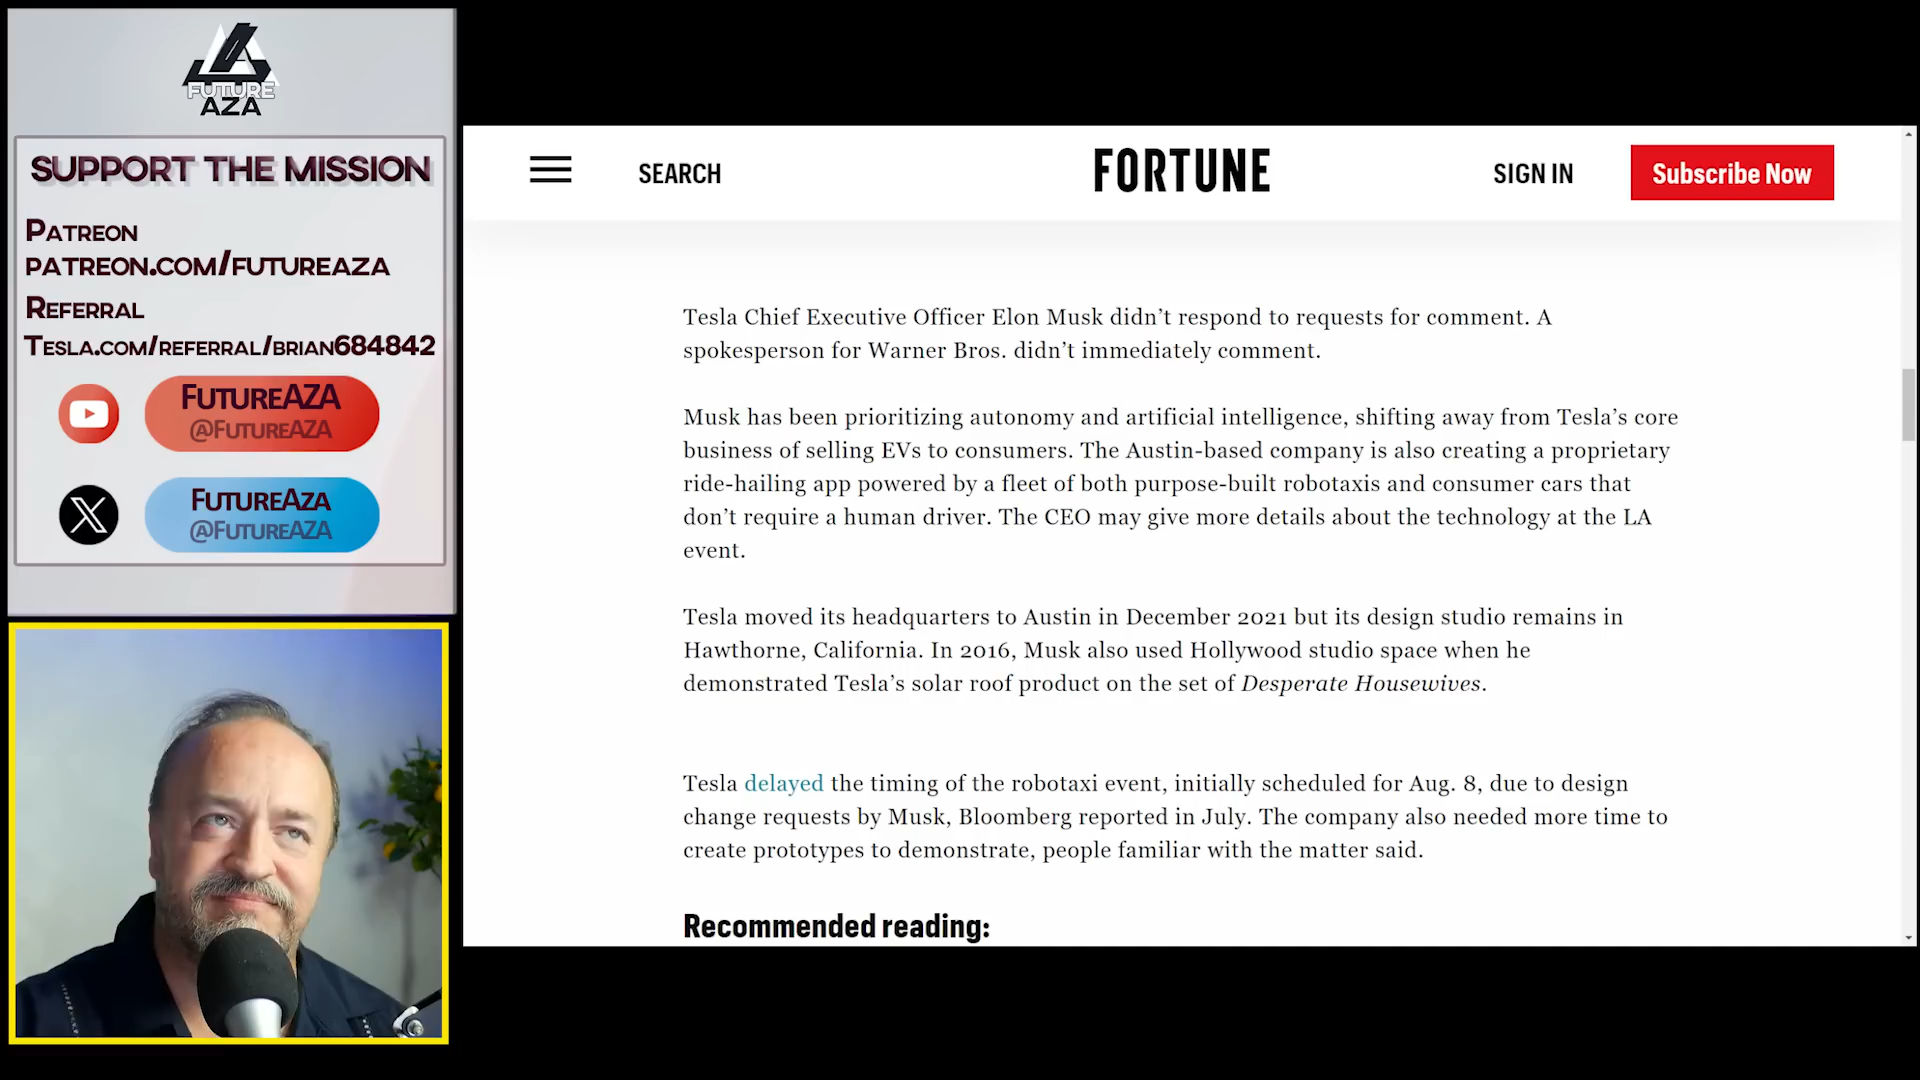 FUTURE
AZA
SUPPORT THE MISSION
PATREON
PATREON.COM/FUTUREAZA
REFERRAL
TESLA.COM/REFERRAL/BRIAN684842
FUTUREAZA
@FUTUREAZA
X
FUTUREAZA
@FUTUREAZA
SEARCH
FORTUNE
SIGN IN
Subscribe Now
Tesla Chief Executive Officer Elon Musk didn’t respond to requests for comment. A
spokesperson for Warner Bros. didn’t immediately comment.
Musk has been prioritizing autonomy and artificial intelligence, shifting away from Tesla’s core
business of selling EVs to consumers. The Austin-based company is also creating a proprietary
ride-hailing app powered by a fleet of both purpose-built robotaxis and consumer cars that
don’t require a human driver. The CEO may give more details about the technology at the LA
event.
Tesla moved its headquarters to Austin in December 2021 but its design studio remains in
Hawthorne, California. In 2016, Musk also used Hollywood studio space when he
demonstrated Tesla’s solar roof product on the set of Desperate Housewives.
Tesla delayed the timing of the robotaxi event, initially scheduled for Aug. 8, due to design
change requests by Musk, Bloomberg reported in July. The company also needed more time to
create prototypes to demonstrate, people familiar with the matter said.
Recommended reading: